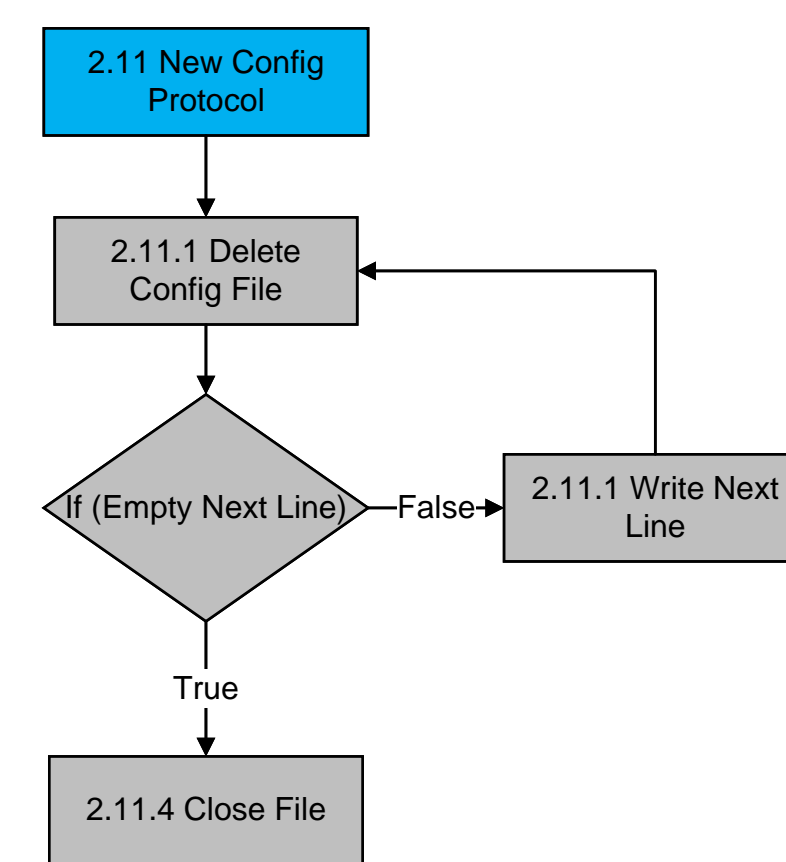 2.11 New Config
Protocol
2.11.1 Delete
Config File
If (Empty Next Line)
False
2.11.1 Write Next
Line
True
2.11.4 Close File